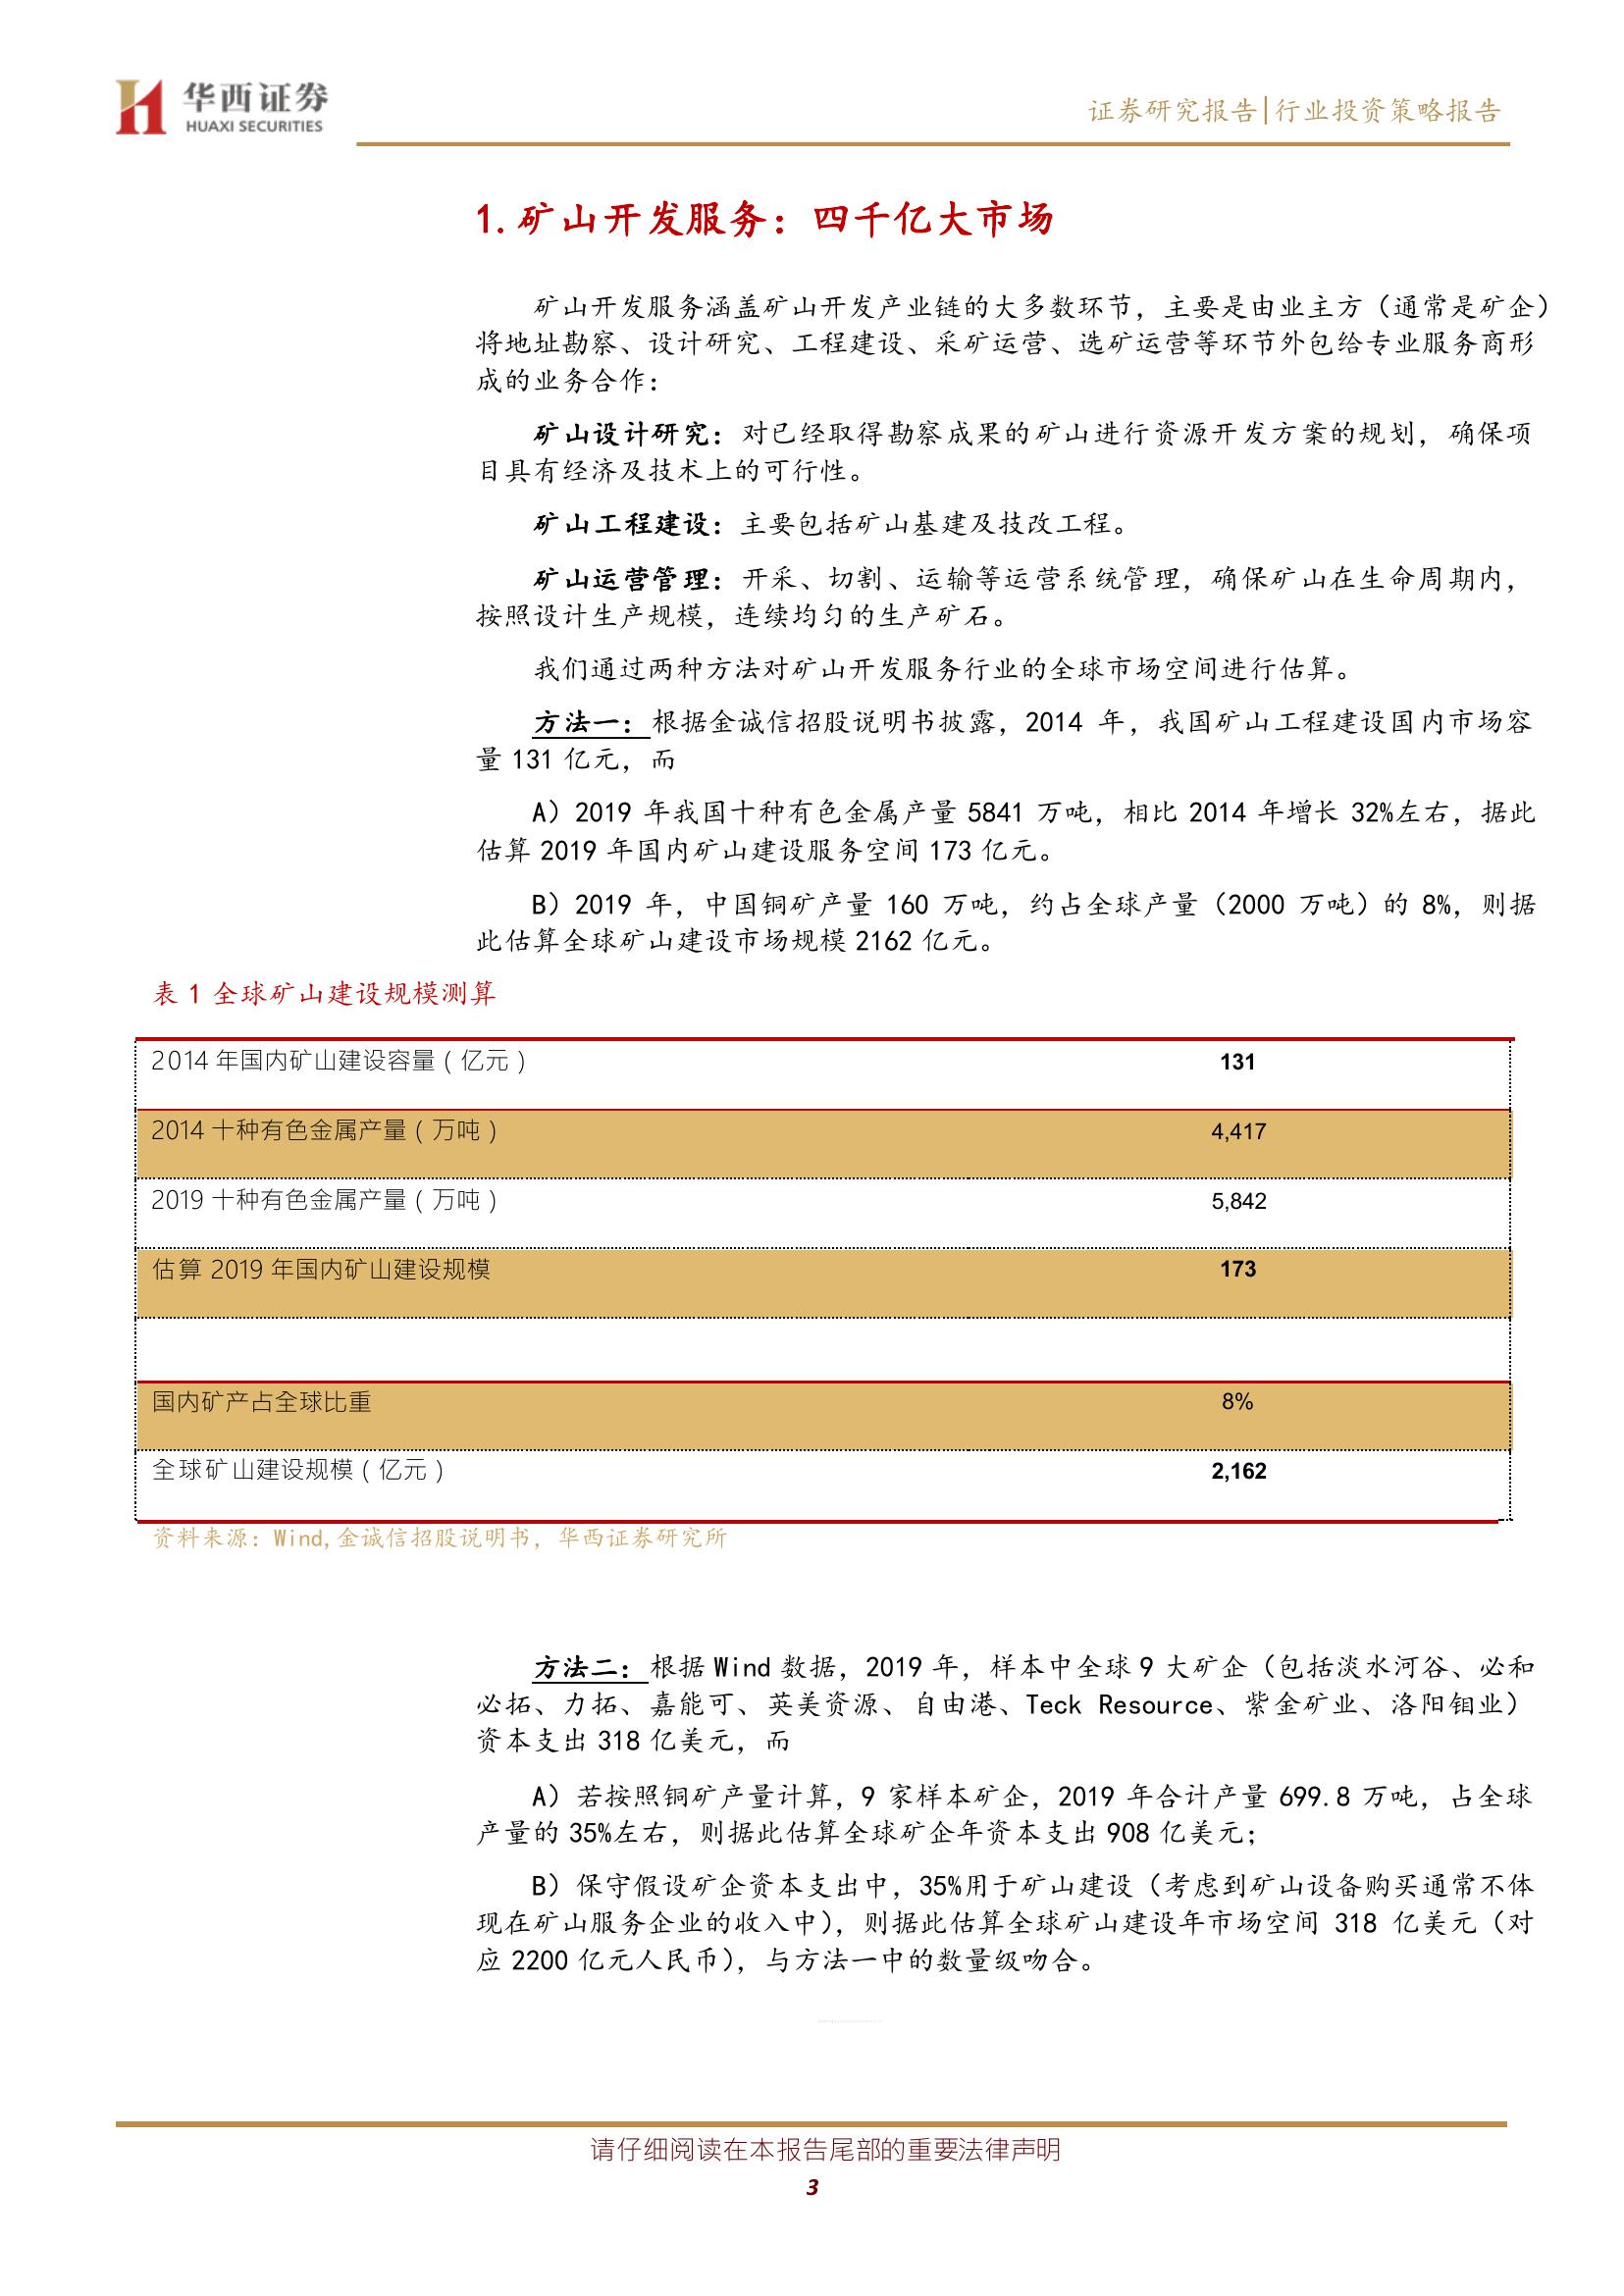 华西证券
HUAXI SECURITIES
证券研究报告|行业投资策略报告
1.矿山开发服务：四千亿大市场
矿山开发服务涵盖矿山开发产业链的大多数环节，主要是由业主方（通常是矿企）
将地址勘察、设计研究、工程建设、采矿运营、选矿运营等环节外包给专业服务商形
成的业务合作：
矿山设计研究：对已经取得勘察成果的矿山进行资源开发方案的规划，确保项
目具有经济及技术上的可行性。
矿山工程建设：主要包括矿山基建及技改工程。
矿山运营管理：开采、切割、运输等运营系统管理，确保矿山在生命周期内，
按照设计生产规模，连续均匀的生产矿石。
我们通过两种方法对矿山开发服务行业的全球市场空间进行估算。
方法一：根据金诚信招股说明书披露，2014 年，我国矿山工程建设国内市场容
量 131 亿元，而
A）2019 年我国十种有色金属产量 5841 万吨，相比 2014 年增长 32%左右，据此
估算 2019 年国内矿山建设服务空间 173 亿元。
B）2019 年，中国铜矿产量 160 万吨，约占全球产量（2000 万吨）的 8%，则据
此估算全球矿山建设市场规模 2162 亿元。
表 1 全球矿山建设规模测算
2014 年国内矿山建设容量（亿元） 131
2014 十种有色金属产量（万吨） 4,417
2019 十种有色金属产量（万吨） 5,842
估算 2019 年国内矿山建设规模 173
国内矿产占全球比重 8%
全球矿山建设规模（亿元） 2,162
资料来源：Wind,金诚信招股说明书，华西证券研究所
方法二：根据 Wind 数据，2019 年，样本中全球 9 大矿企（包括淡水河谷、必和
必拓、力拓、嘉能可、英美资源、自由港、Teck Resource、紫金矿业、洛阳钼业）
资本支出 318 亿美元，而
A）若按照铜矿产量计算，9 家样本矿企，2019 年合计产量 699.8 万吨，占全球
产量的 35%左右，则据此估算全球矿企年资本支出 908 亿美元；
B）保守假设矿企资本支出中，35%用于矿山建设（考虑到矿山设备购买通常不体
现在矿山服务企业的收入中），则据此估算全球矿山建设年市场空间 318 亿美元（对
应 2200 亿元人民币），与方法一中的数量级吻合。
请仔细阅读在本报告尾部的重要法律声明
3